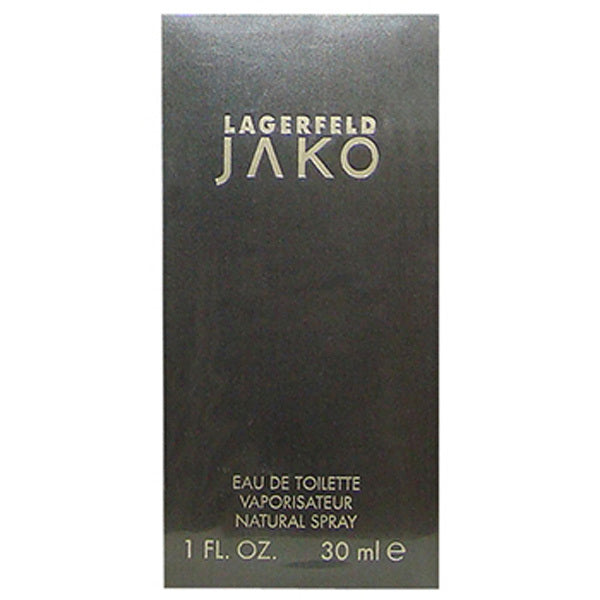 LAGERFELD
JAKO
EAU DE TOILETTE
VAPORISATEUR
NATURAL SPRAY
1 FL. OZ. 30 ml ℮